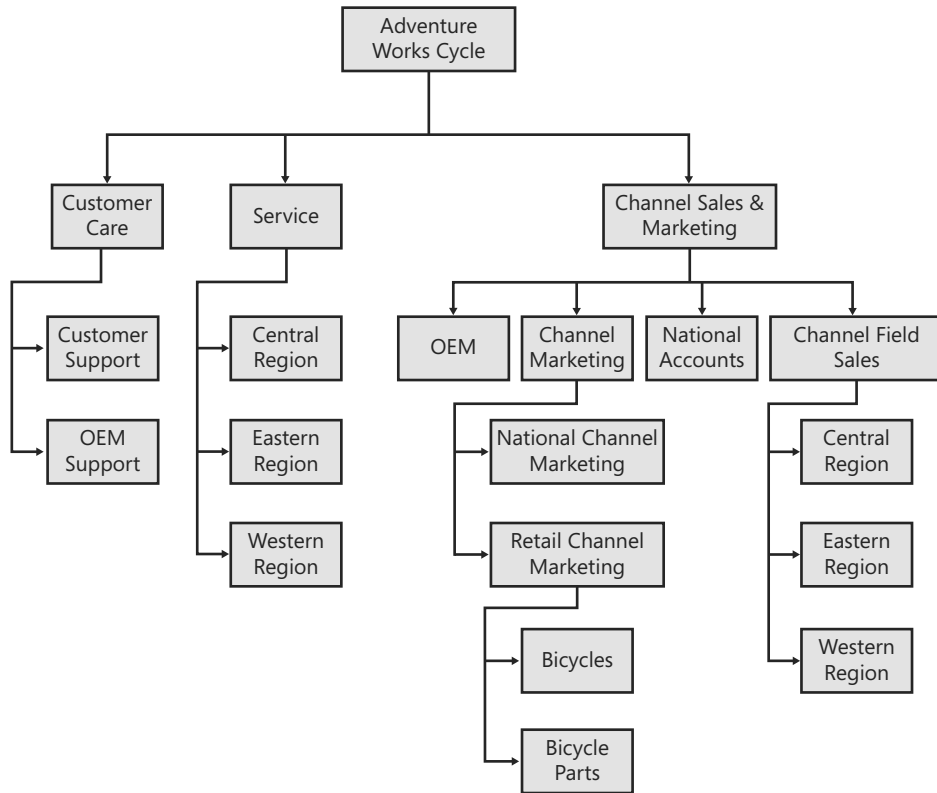 Adventure
Works Cycle
Customer
Care
Service
Channel Sales &
Marketing
Customer
Support
OEM
Support
Central
Region
Eastern
Region
Western
Region
OEM
Channel
Marketing
National
Accounts
Channel Field
Sales
National Channel
Marketing
Retail Channel
Marketing
Bicycles
Bicycle
Parts
Central
Region
Eastern
Region
Western
Region